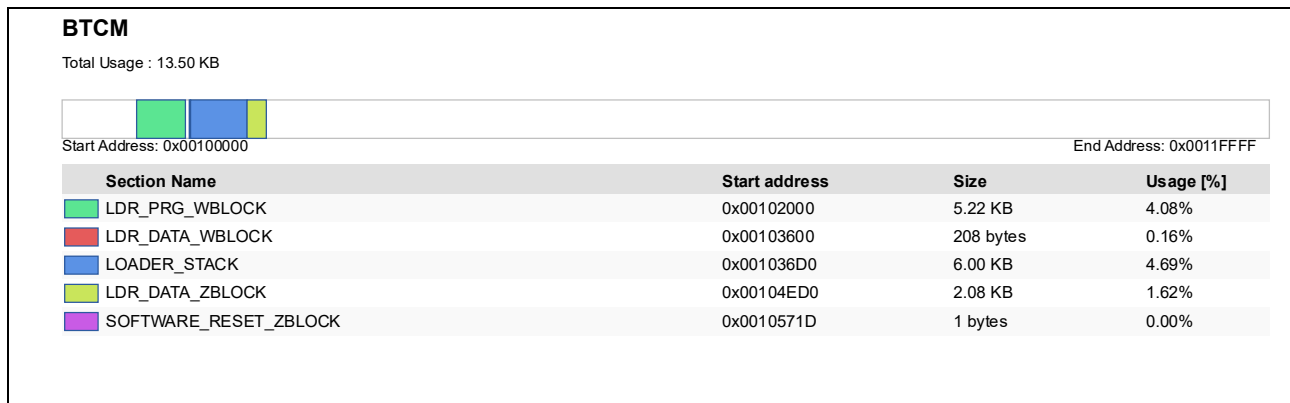 BTCM
Total Usage : 13.50 KB
Start Address: 0x00100000 End Address: 0x0011FFFF
Section Name Start address Size Usage [%]
LDR_PRG_WBLOCK 0x00102000 5.22 KB 4.08%
LDR_DATA_WBLOCK 0x00103600 208 bytes 0.16%
LOADER_STACK 0x001036D0 6.00 KB 4.69%
LDR_DATA_ZBLOCK 0x00104ED0 2.08 KB 1.62%
SOFTWARE_RESET_ZBLOCK 0x0010571D 1 bytes 0.00%